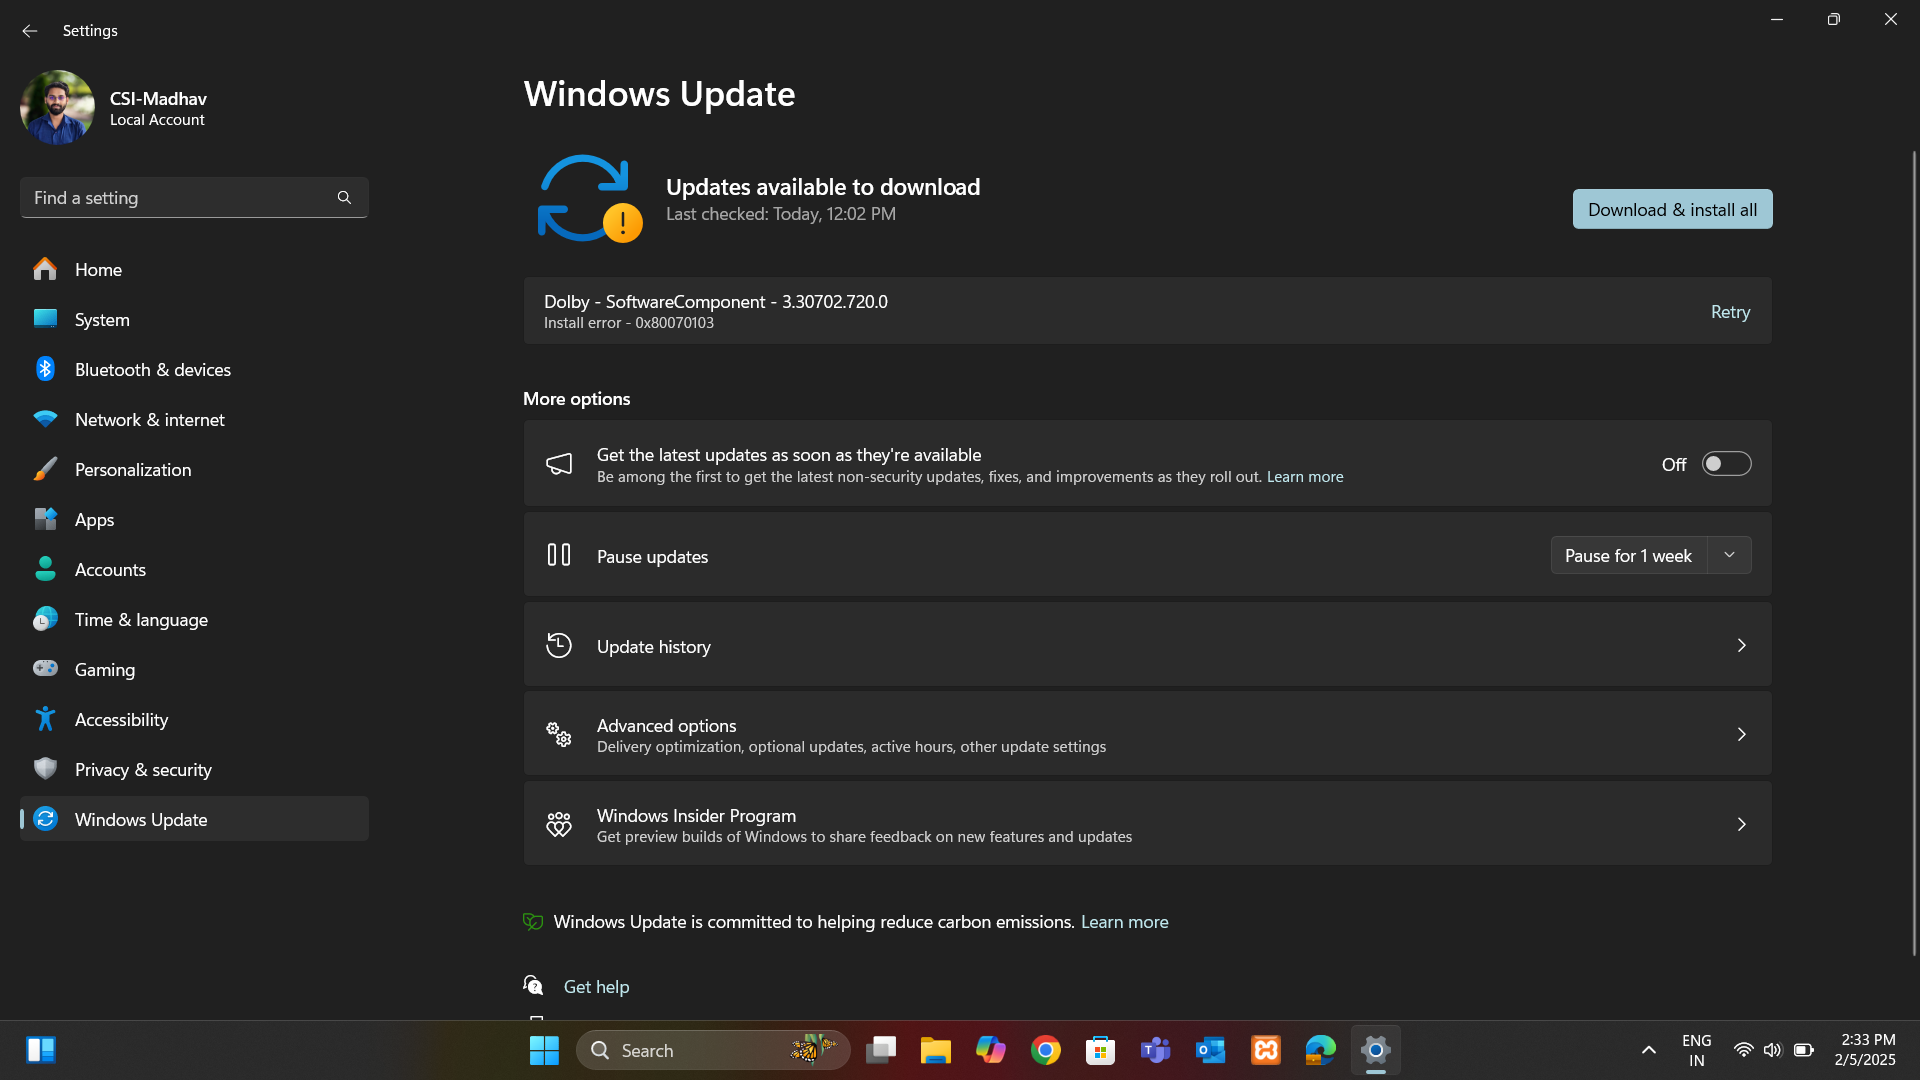 Settings
CSI-Madhav
Local Account
Find a setting
Home
System
Bluetooth & devices
Network & internet
Personalization
Apps
Accounts
Time & language
Gaming
Accessibility
Privacy & security
Windows Update
Windows Update
Updates available to download
Last checked: Today, 12:02 PM
Download & install all
Dolby - SoftwareComponent - 3.30702.720.0
Install error - 0x80070103
Retry
More options
Get the latest updates as soon as they're available
Be among the first to get the latest non-security updates, fixes, and improvements as they roll out. Learn more
Off
Pause updates
Pause for 1 week
Update history
Advanced options
Delivery optimization, optional updates, active hours, other update settings
Windows Insider Program
Get preview builds of Windows to share feedback on new features and updates
Windows Update is committed to helping reduce carbon emissions. Learn more
Get help
Search
ENG
IN
2:33 PM
2/5/2025